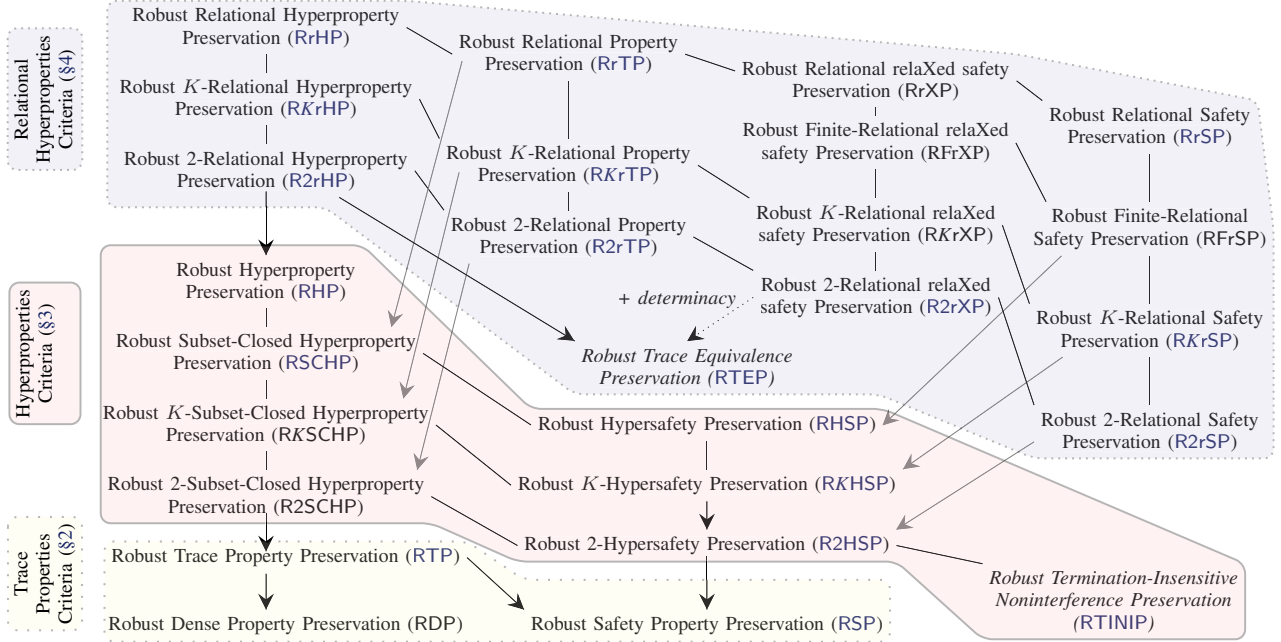 Relational
Hyperproperties
Criteria (§4)
Robust Relational Hyperproperty
Preservation (RrHP)
Robust K-Relational Hyperproperty
Preservation (RKrHP)
Robust 2-Relational Hyperproperty
Preservation (R2rHP)
Robust Relational Property
Preservation (RrTP)
Robust K-Relational Property
Preservation (RKrTP)
Robust 2-Relational Property
Preservation (R2rTP)
Robust Relational relaXed safety
Preservation (RrXP)
Robust Finite-Relational relaXed
safety Preservation (RFrXP)
Robust K-Relational relaXed
safety Preservation (RKrXP)
Robust 2-Relational relaXed
safety Preservation (R2rXP)
Robust Relational Safety
Preservation (RrSP)
Robust Finite-Relational
Safety Preservation (RFrSP)
Robust K-Relational Safety
Preservation (RKrSP)
Robust 2-Relational Safety
Preservation (R2rSP)
+ determinacy
Robust Trace Equivalence
Preservation (RTEP)
Hyperproperties
Criteria (§3)
Robust Hyperproperty
Preservation (RHP)
Robust Subset-Closed Hyperproperty
Preservation (RSCHP)
Robust K-Subset-Closed Hyperproperty
Preservation (RKSCHP)
Robust 2-Subset-Closed Hyperproperty
Preservation (R2SCHP)
Robust Hypersafety Preservation (RHSP)
Robust K-Hypersafety Preservation (RKHSP)
Robust 2-Hypersafety Preservation (R2HSP)
Robust Termination-Insensitive
Noninterference Preservation
(RTINIP)
Trace
Properties
Criteria (§2)
Robust Trace Property Preservation (RTP)
Robust Dense Property Preservation (RDP)
Robust Safety Property Preservation (RSP)